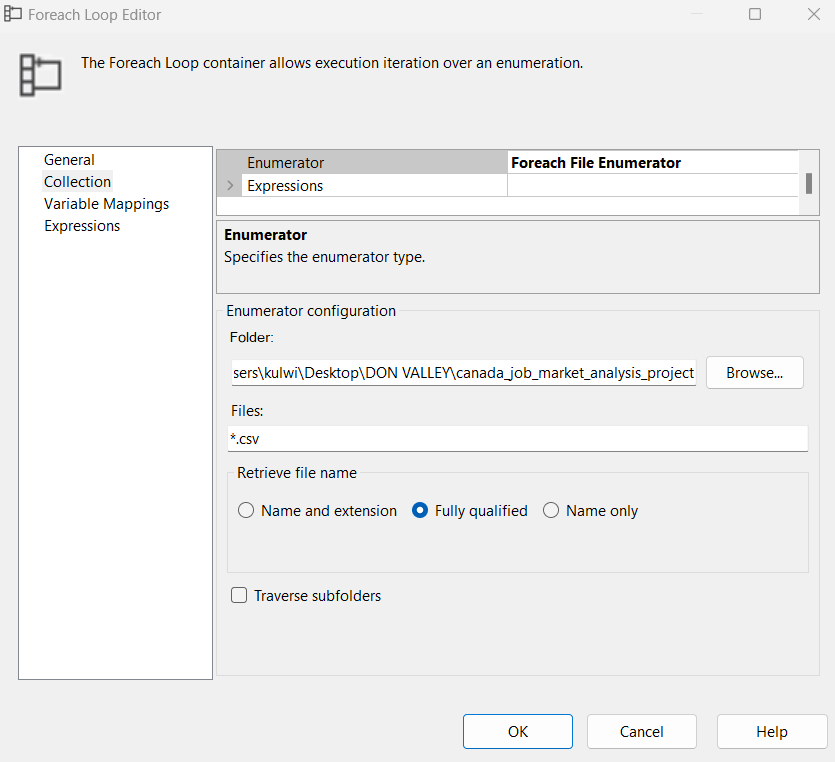 Foreach Loop Editor
The Foreach Loop container allows execution iteration over an enumeration.
General
Collection
Variable Mappings
Expressions
Enumerator Foreach File Enumerator
Expressions
Enumerator
Specifies the enumerator type.
Enumerator configuration
Folder:
sers\kulwi\Desktop\DON VALLEY\canada_job_market_analysis_project Browse...
Files:
*.csv
Retrieve file name
Name and extension Fully qualified Name only
Traverse subfolders
OK Cancel Help